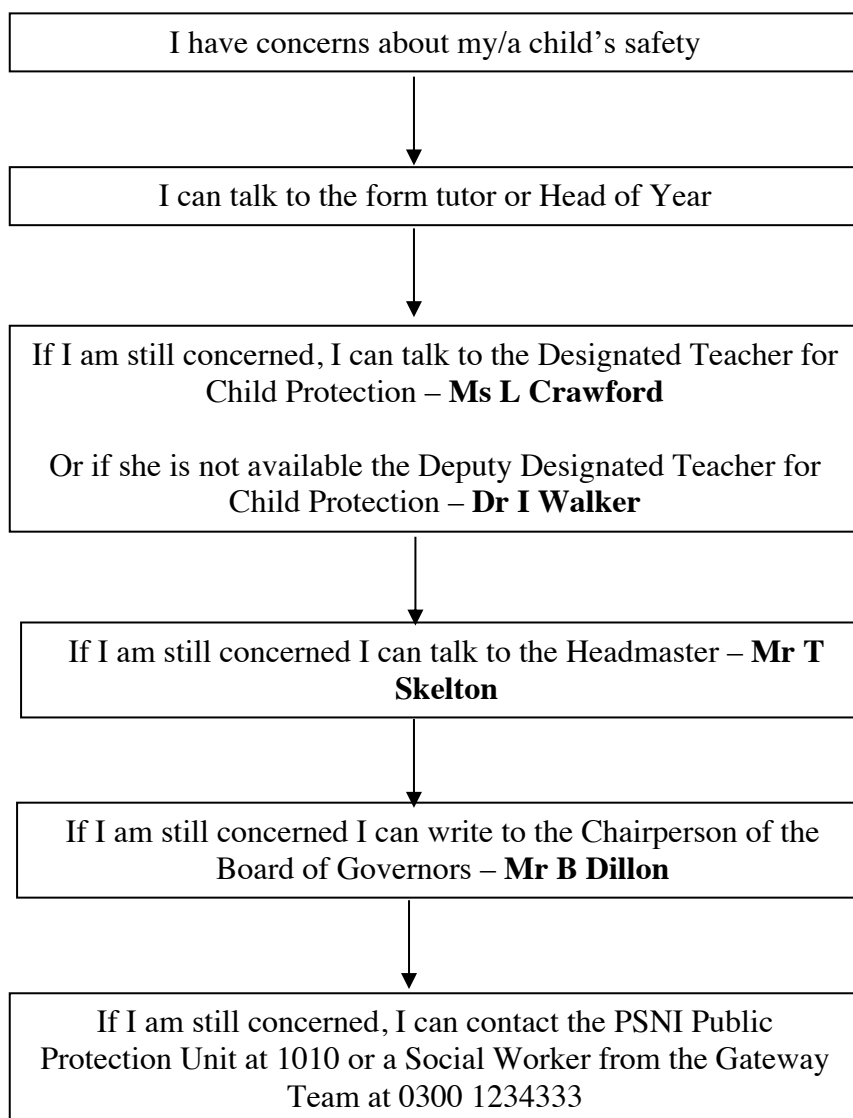 I have concerns about my/a child’s safety
I can talk to the form tutor or Head of Year
If I am still concerned, I can talk to the Designated Teacher for
Child Protection – Ms L Crawford
Or if she is not available the Deputy Designated Teacher for
Child Protection – Dr I Walker
If I am still concerned I can talk to the Headmaster – Mr T
Skelton
If I am still concerned I can write to the Chairperson of the
Board of Governors – Mr B Dillon
If I am still concerned, I can contact the PSNI Public
Protection Unit at 1010 or a Social Worker from the Gateway
Team at 0300 1234333